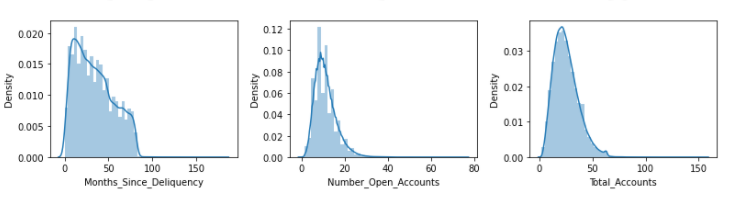 0.020
0.015
0.010
0.005
0.000
Density
0 50 100 150
Months_Since_Deliquency
0.12
0.10
0.08
0.06
0.04
0.02
0.00
Density
0 20 40 60 80
Number_Open_Accounts
0.03
0.02
0.01
0.00
Density
0 50 100 150
Total_Accounts